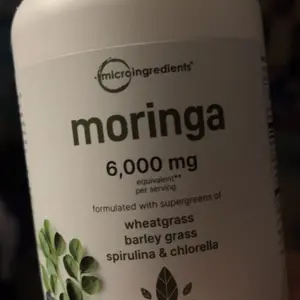 microingredients®
moringa
6,000 mg
equivalent**
per serving
formulated with supergreens of
wheatgrass
barley grass
spirulina & chlorella